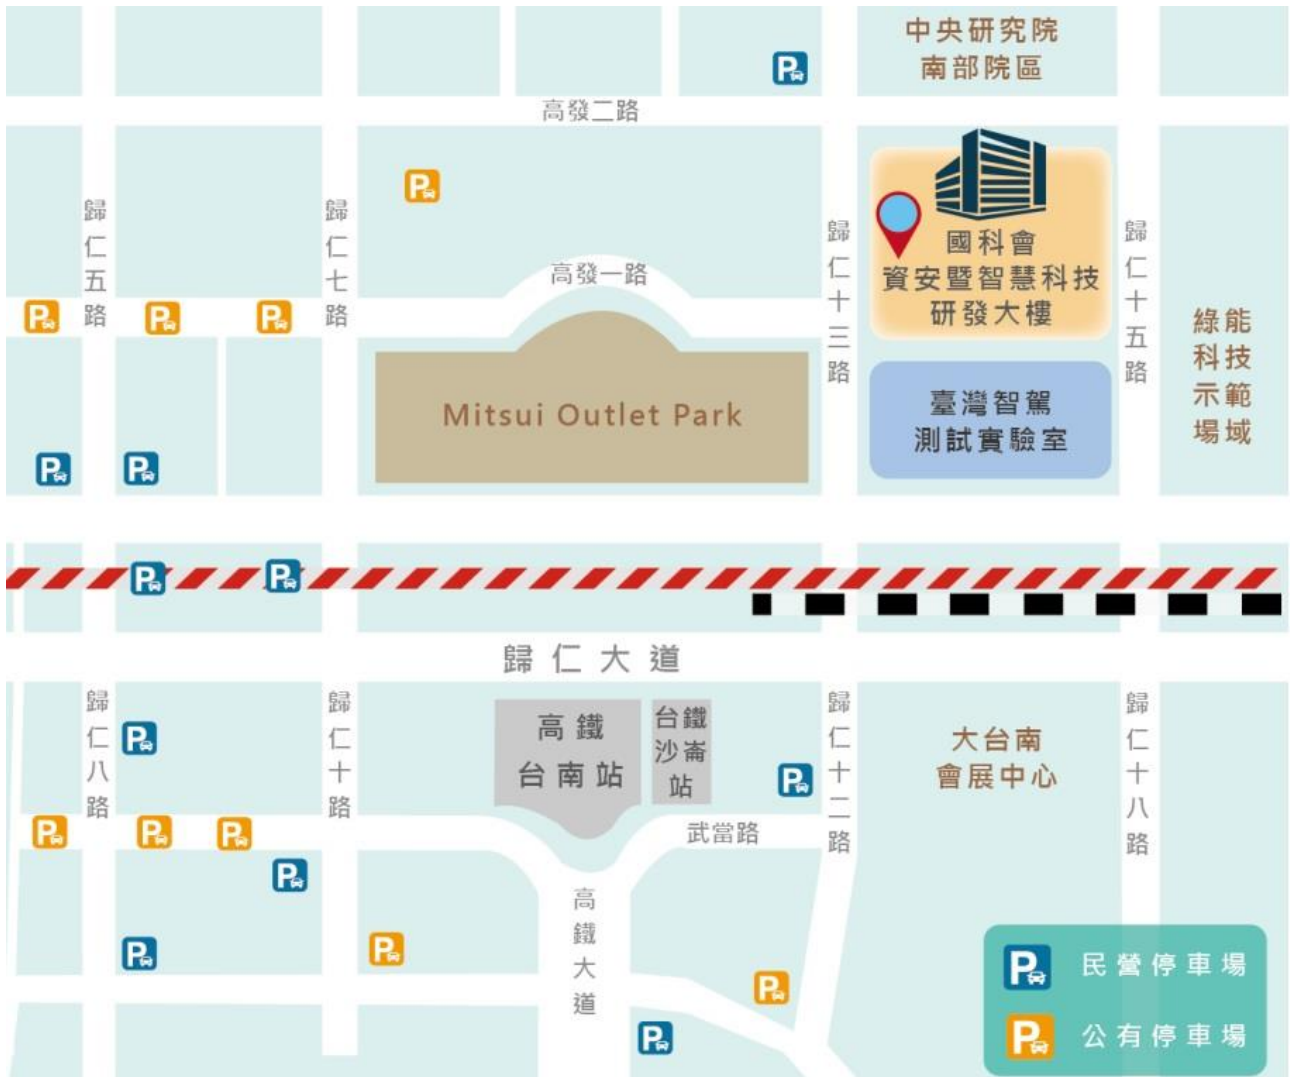 中央研究院
南部院區
P
高發二路
P
國科會
資安暨智慧科技
研發大樓
歸仁五路
歸仁七路
歸仁十三路
歸仁十五路
高發一路
P
P
P
綠能
科技
示範
場域
Mitsui Outlet Park
臺灣智駕
測試實驗室
P
P
P
P
歸仁大道
歸仁八路
歸仁十路
高鐵
台南站
台鐵
沙崙
站
歸仁十二路
歸仁十八路
大台南
會展中心
P
P
P
P
P
武當路
P
高鐵大道
P
P
P
P
P 民營停車場
P 公有停車場